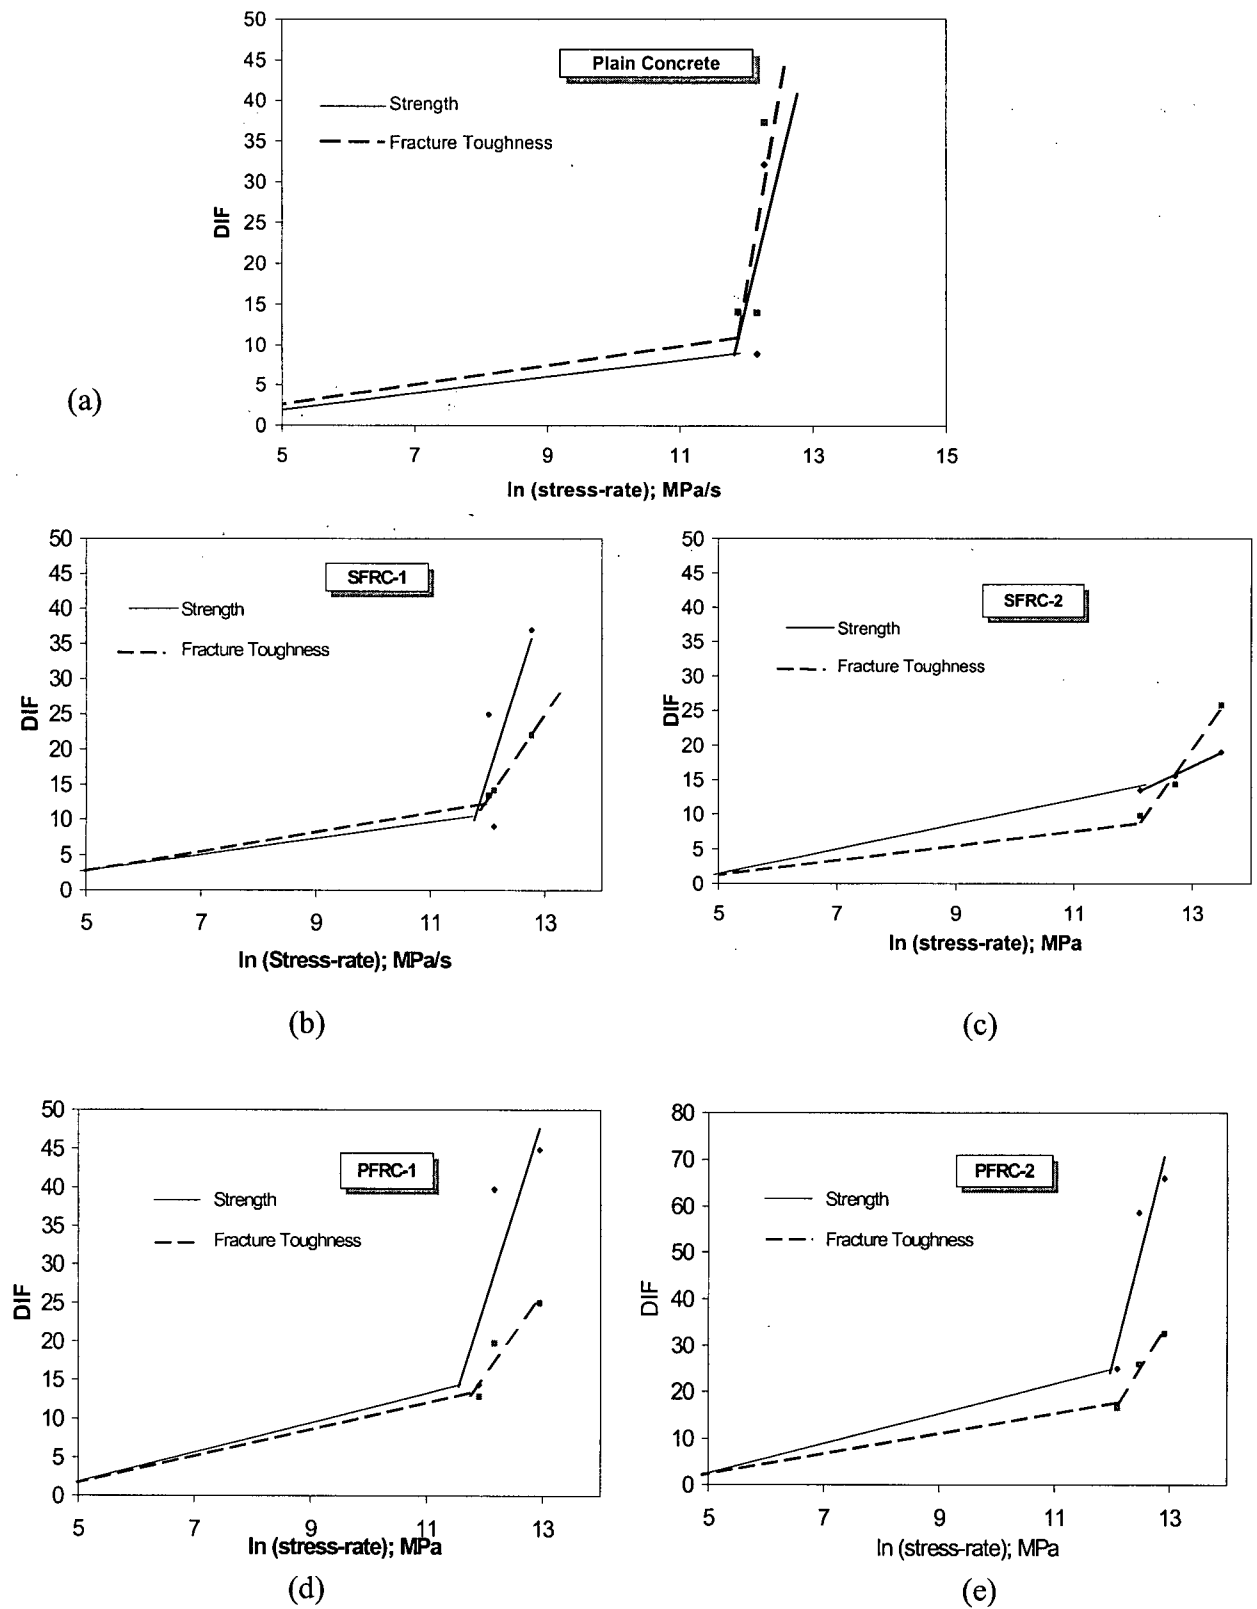 50
45
Plain Concrete
40
Strength
35
Fracture Toughness
30
DIF
25
20
15
10
5
0
(a)
5 7 9 11 13 15
ln (stress-rate); MPa/s
50
45
SFRC-1
40
Strength
35
Fracture Toughness
30
DIF
25
20
15
10
5
0
5 7 9 11 13
ln (Stress-rate); MPa/s
(b)
50
45
SFRC-2
40
Strength
35
Fracture Toughness
30
DIF
25
20
15
10
5
0
5 7 9 11 13
ln (stress-rate); MPa
(c)
50
45
PFRC-1
40
Strength
35
Fracture Toughness
30
DIF
25
20
15
10
5
0
5 7 9 11 13
ln (stress-rate); MPa
(d)
80
70
PFRC-2
60
Strength
50
Fracture Toughness
DIF
40
30
20
10
0
5 7 9 11 13
ln (stress-rate); MPa
(e)